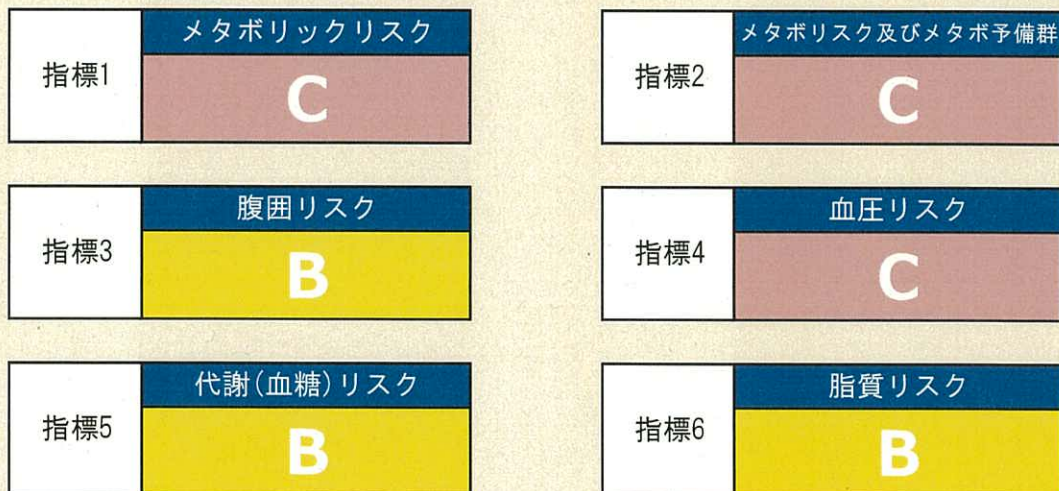 指標1
メタボリックリスク
C
指標2
メタボリスク及びメタボ予備群
C
指標3
腹囲リスク
B
指標4
血圧リスク
C
指標5
代謝(血糖)リスク
B
指標6
脂質リスク
B